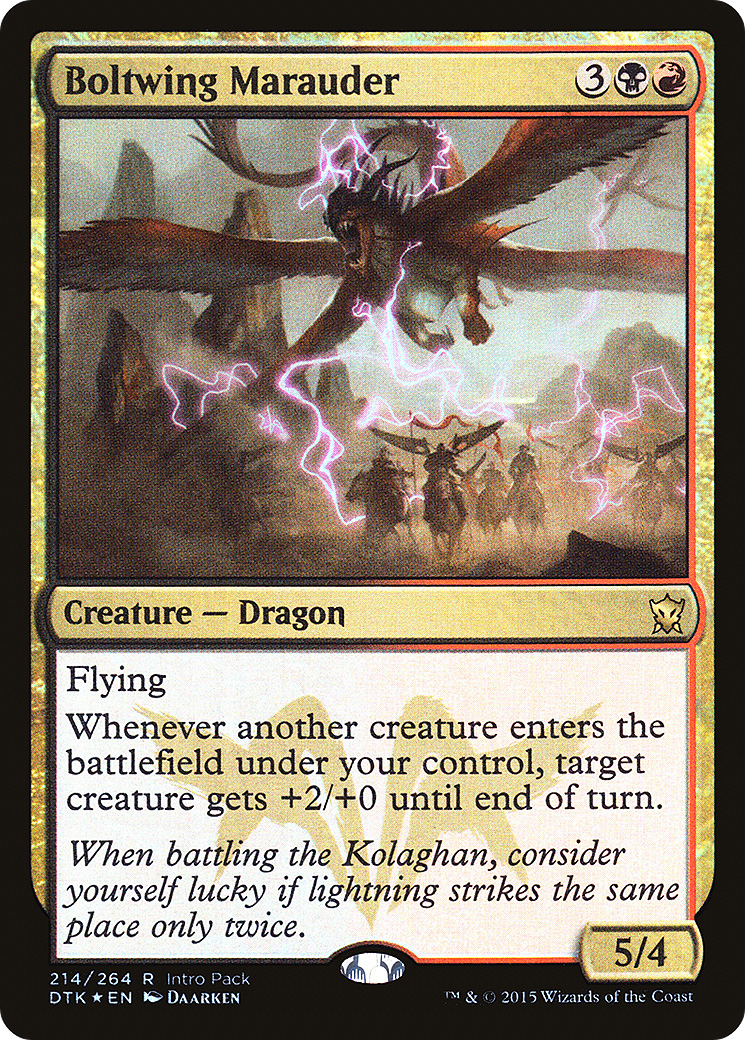 Boltwing Marauder 3
Creature — Dragon
Flying
Whenever another creature enters the
battlefield under your control, target
creature gets +2/+0 until end of turn.
When battling the Kolaghan, consider
yourself lucky if lightning strikes the same
place only twice.
5/4
214/264 R Intro Pack
DTK★EN Daarken
™ & © 2015 Wizards of the Coast